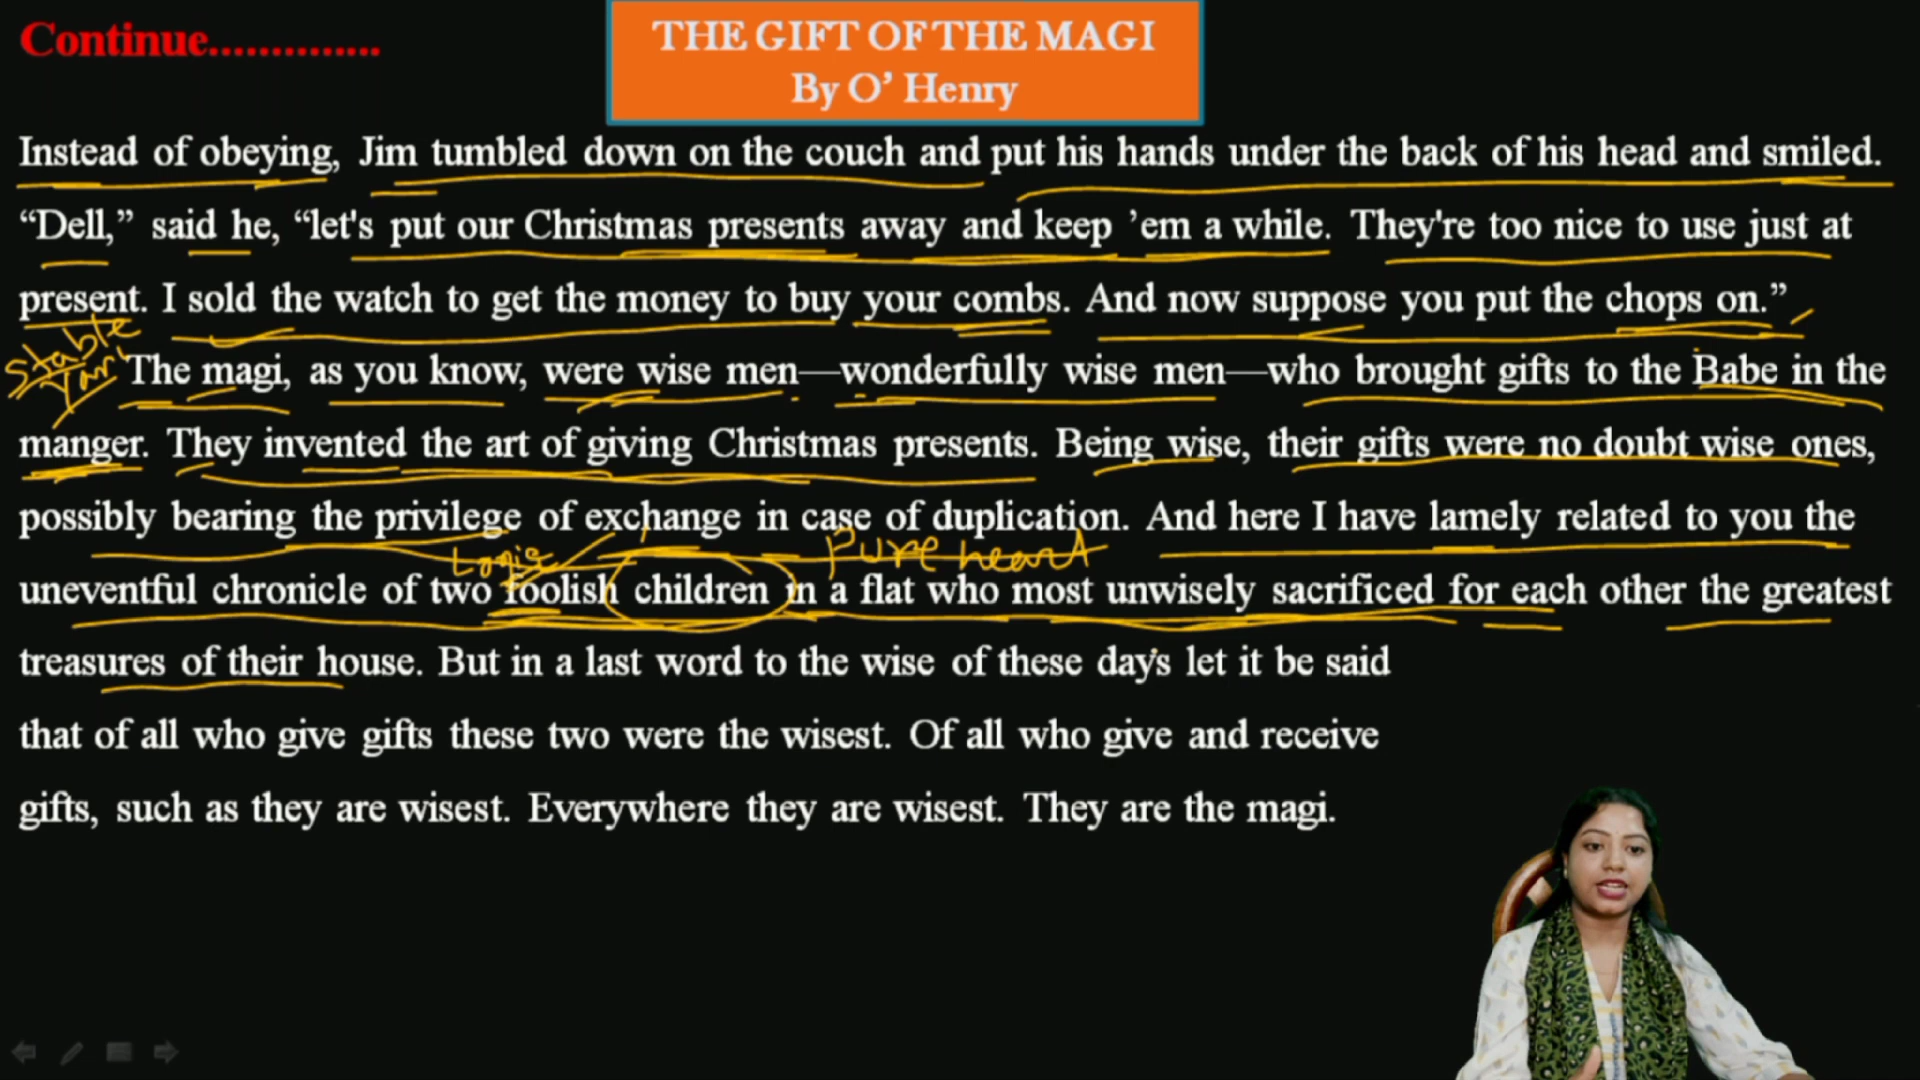 Continue..............
THE GIFT OF THE MAGI
By O’ Henry
Instead of obeying, Jim tumbled down on the couch and put his hands under the back of his head and smiled.
“Dell,” said he, “let's put our Christmas presents away and keep ’em a while. They're too nice to use just at
present. I sold the watch to get the money to buy your combs. And now suppose you put the chops on.”
Stable
Yard
The magi, as you know, were wise men—wonderfully wise men—who brought gifts to the Babe in the
manger. They invented the art of giving Christmas presents. Being wise, their gifts were no doubt wise ones,
possibly bearing the privilege of exchange in case of duplication. And here I have lamely related to you the
Logic
Pure heart
uneventful chronicle of two foolish children in a flat who most unwisely sacrificed for each other the greatest
treasures of their house. But in a last word to the wise of these days let it be said
that of all who give gifts these two were the wisest. Of all who give and receive
gifts, such as they are wisest. Everywhere they are wisest. They are the magi.